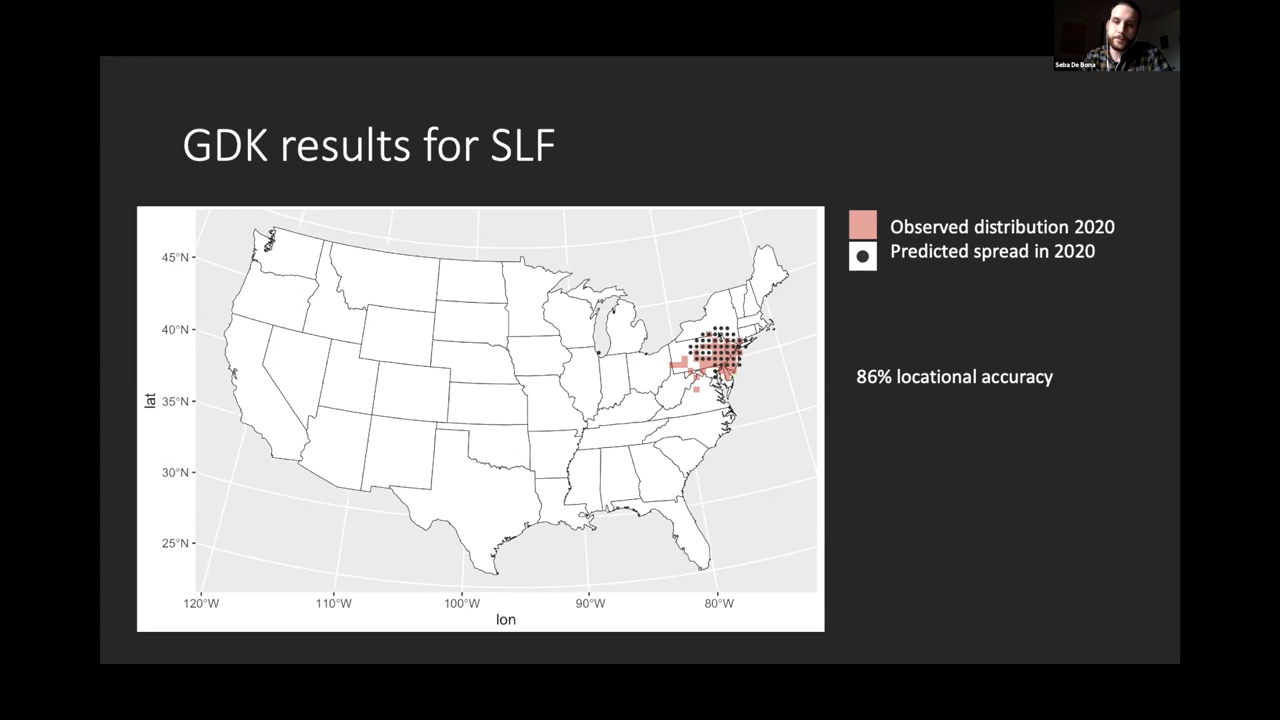 Seba De Bona
GDK results for SLF
Observed distribution 2020
Predicted spread in 2020
86% locational accuracy
45°N
40°N
35°N
30°N
25°N
lat
120°W 110°W 100°W 90°W 80°W
lon